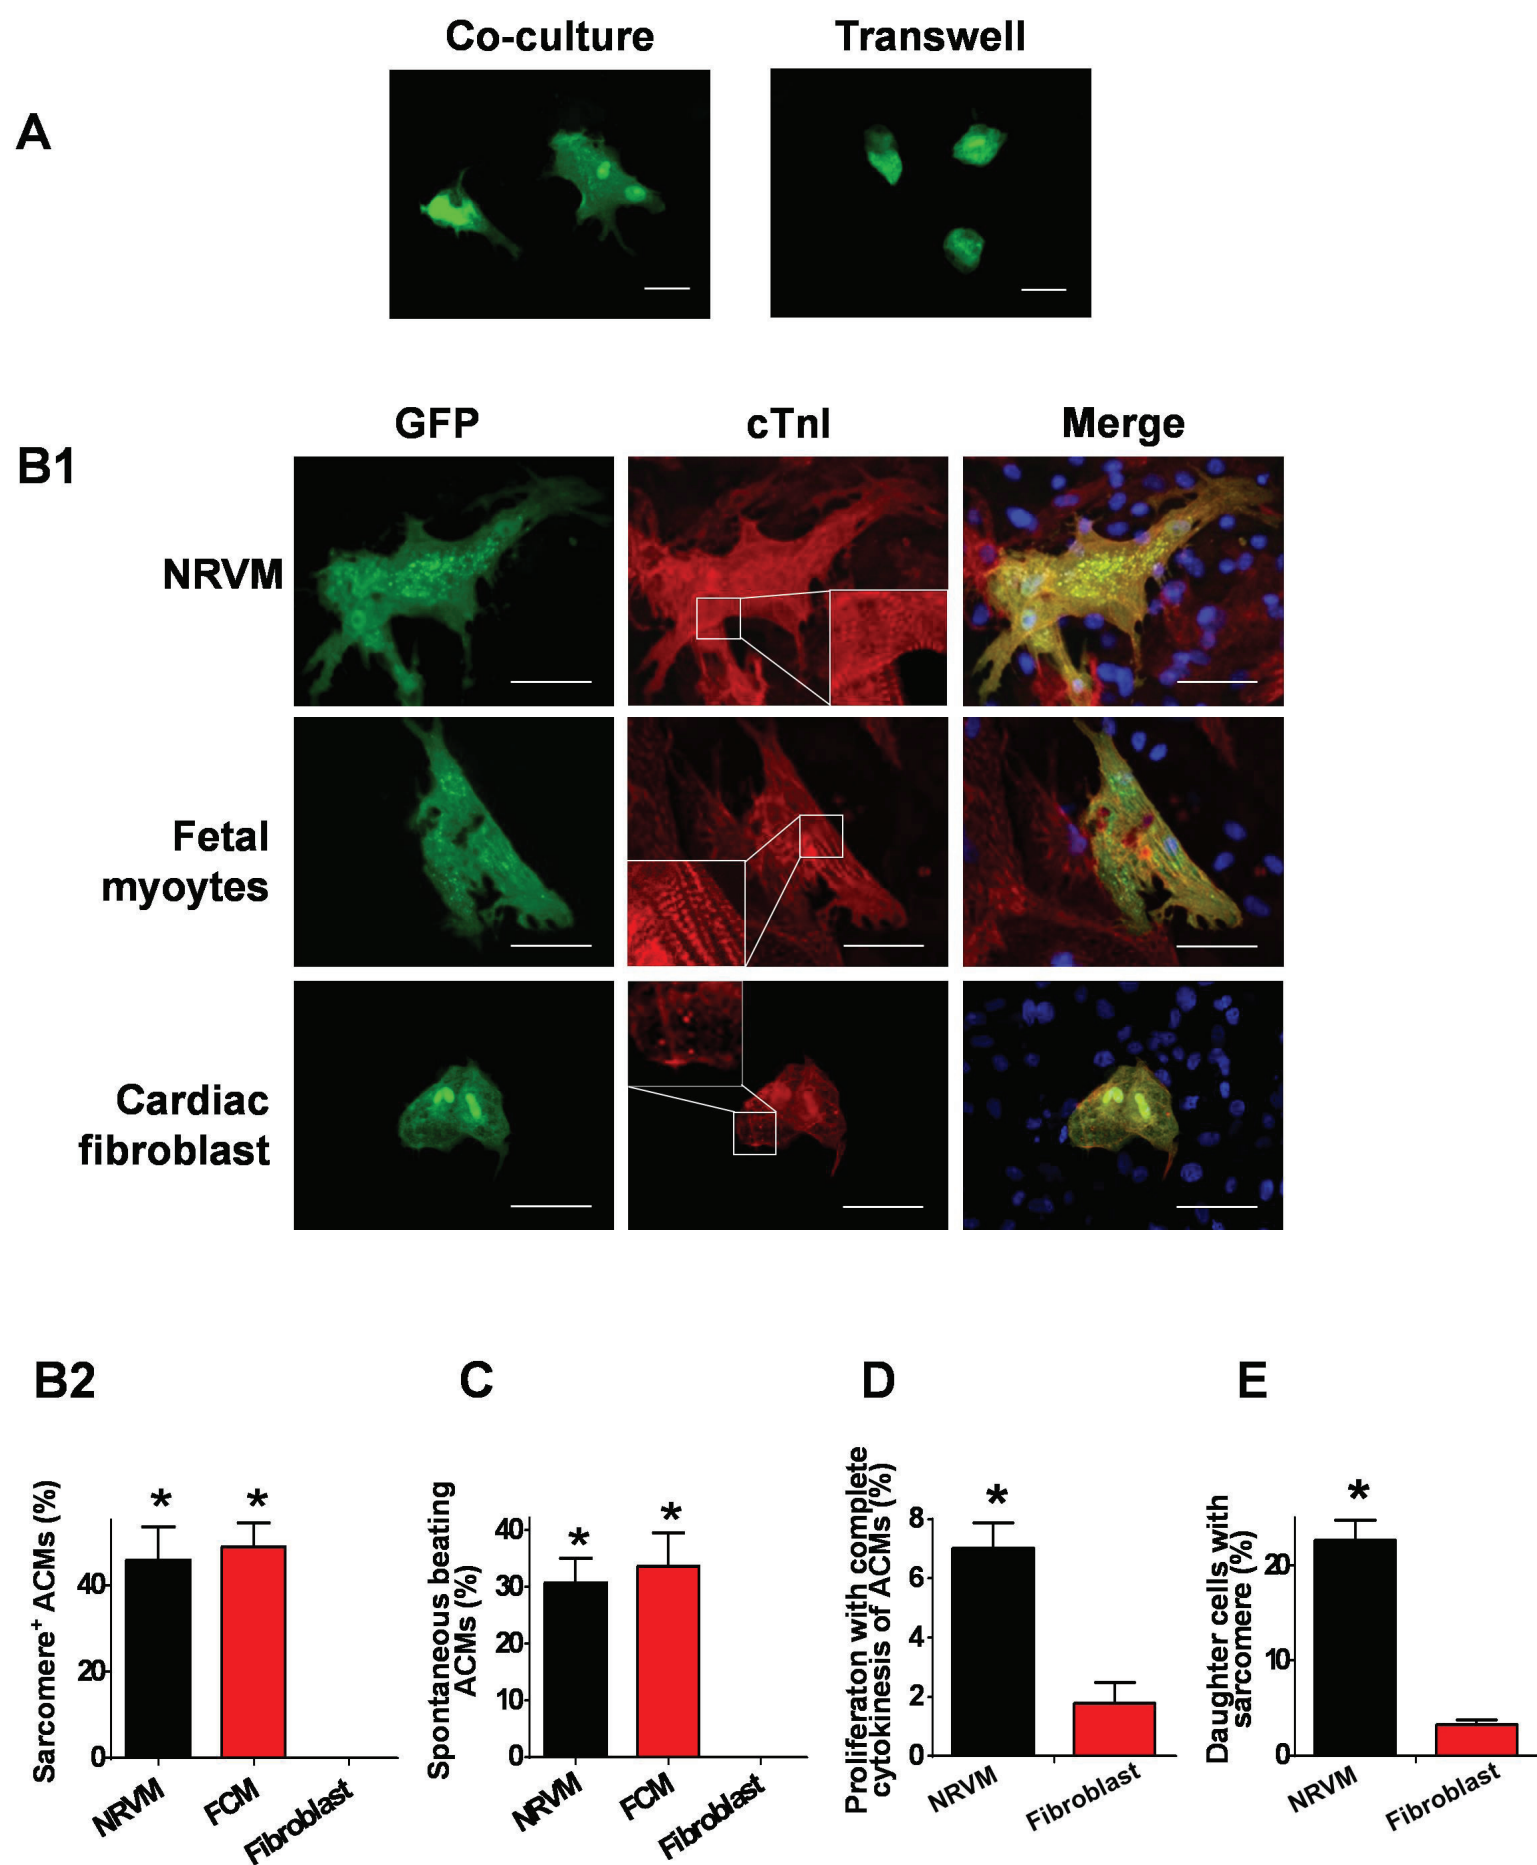 Co-culture
Transwell
A
GFP
cTnI
Merge
B1
NRVM
Fetal
myoytes
Cardiac
fibroblast
B2
C
D
E
Sarcomere+ ACMs (%)
40
20
0
*
*
NRVM
FCM
Fibroblast
Spontaneous beating
ACMs (%)
40
30
20
10
0
*
*
NRVM
FCM
Fibroblast
Proliferaton with complete
cytokinesis of ACMs (%)
8
6
4
2
0
*
NRVM
Fibroblast
Daughter cells with
sarcomere (%)
20
10
0
*
NRVM
Fibroblast